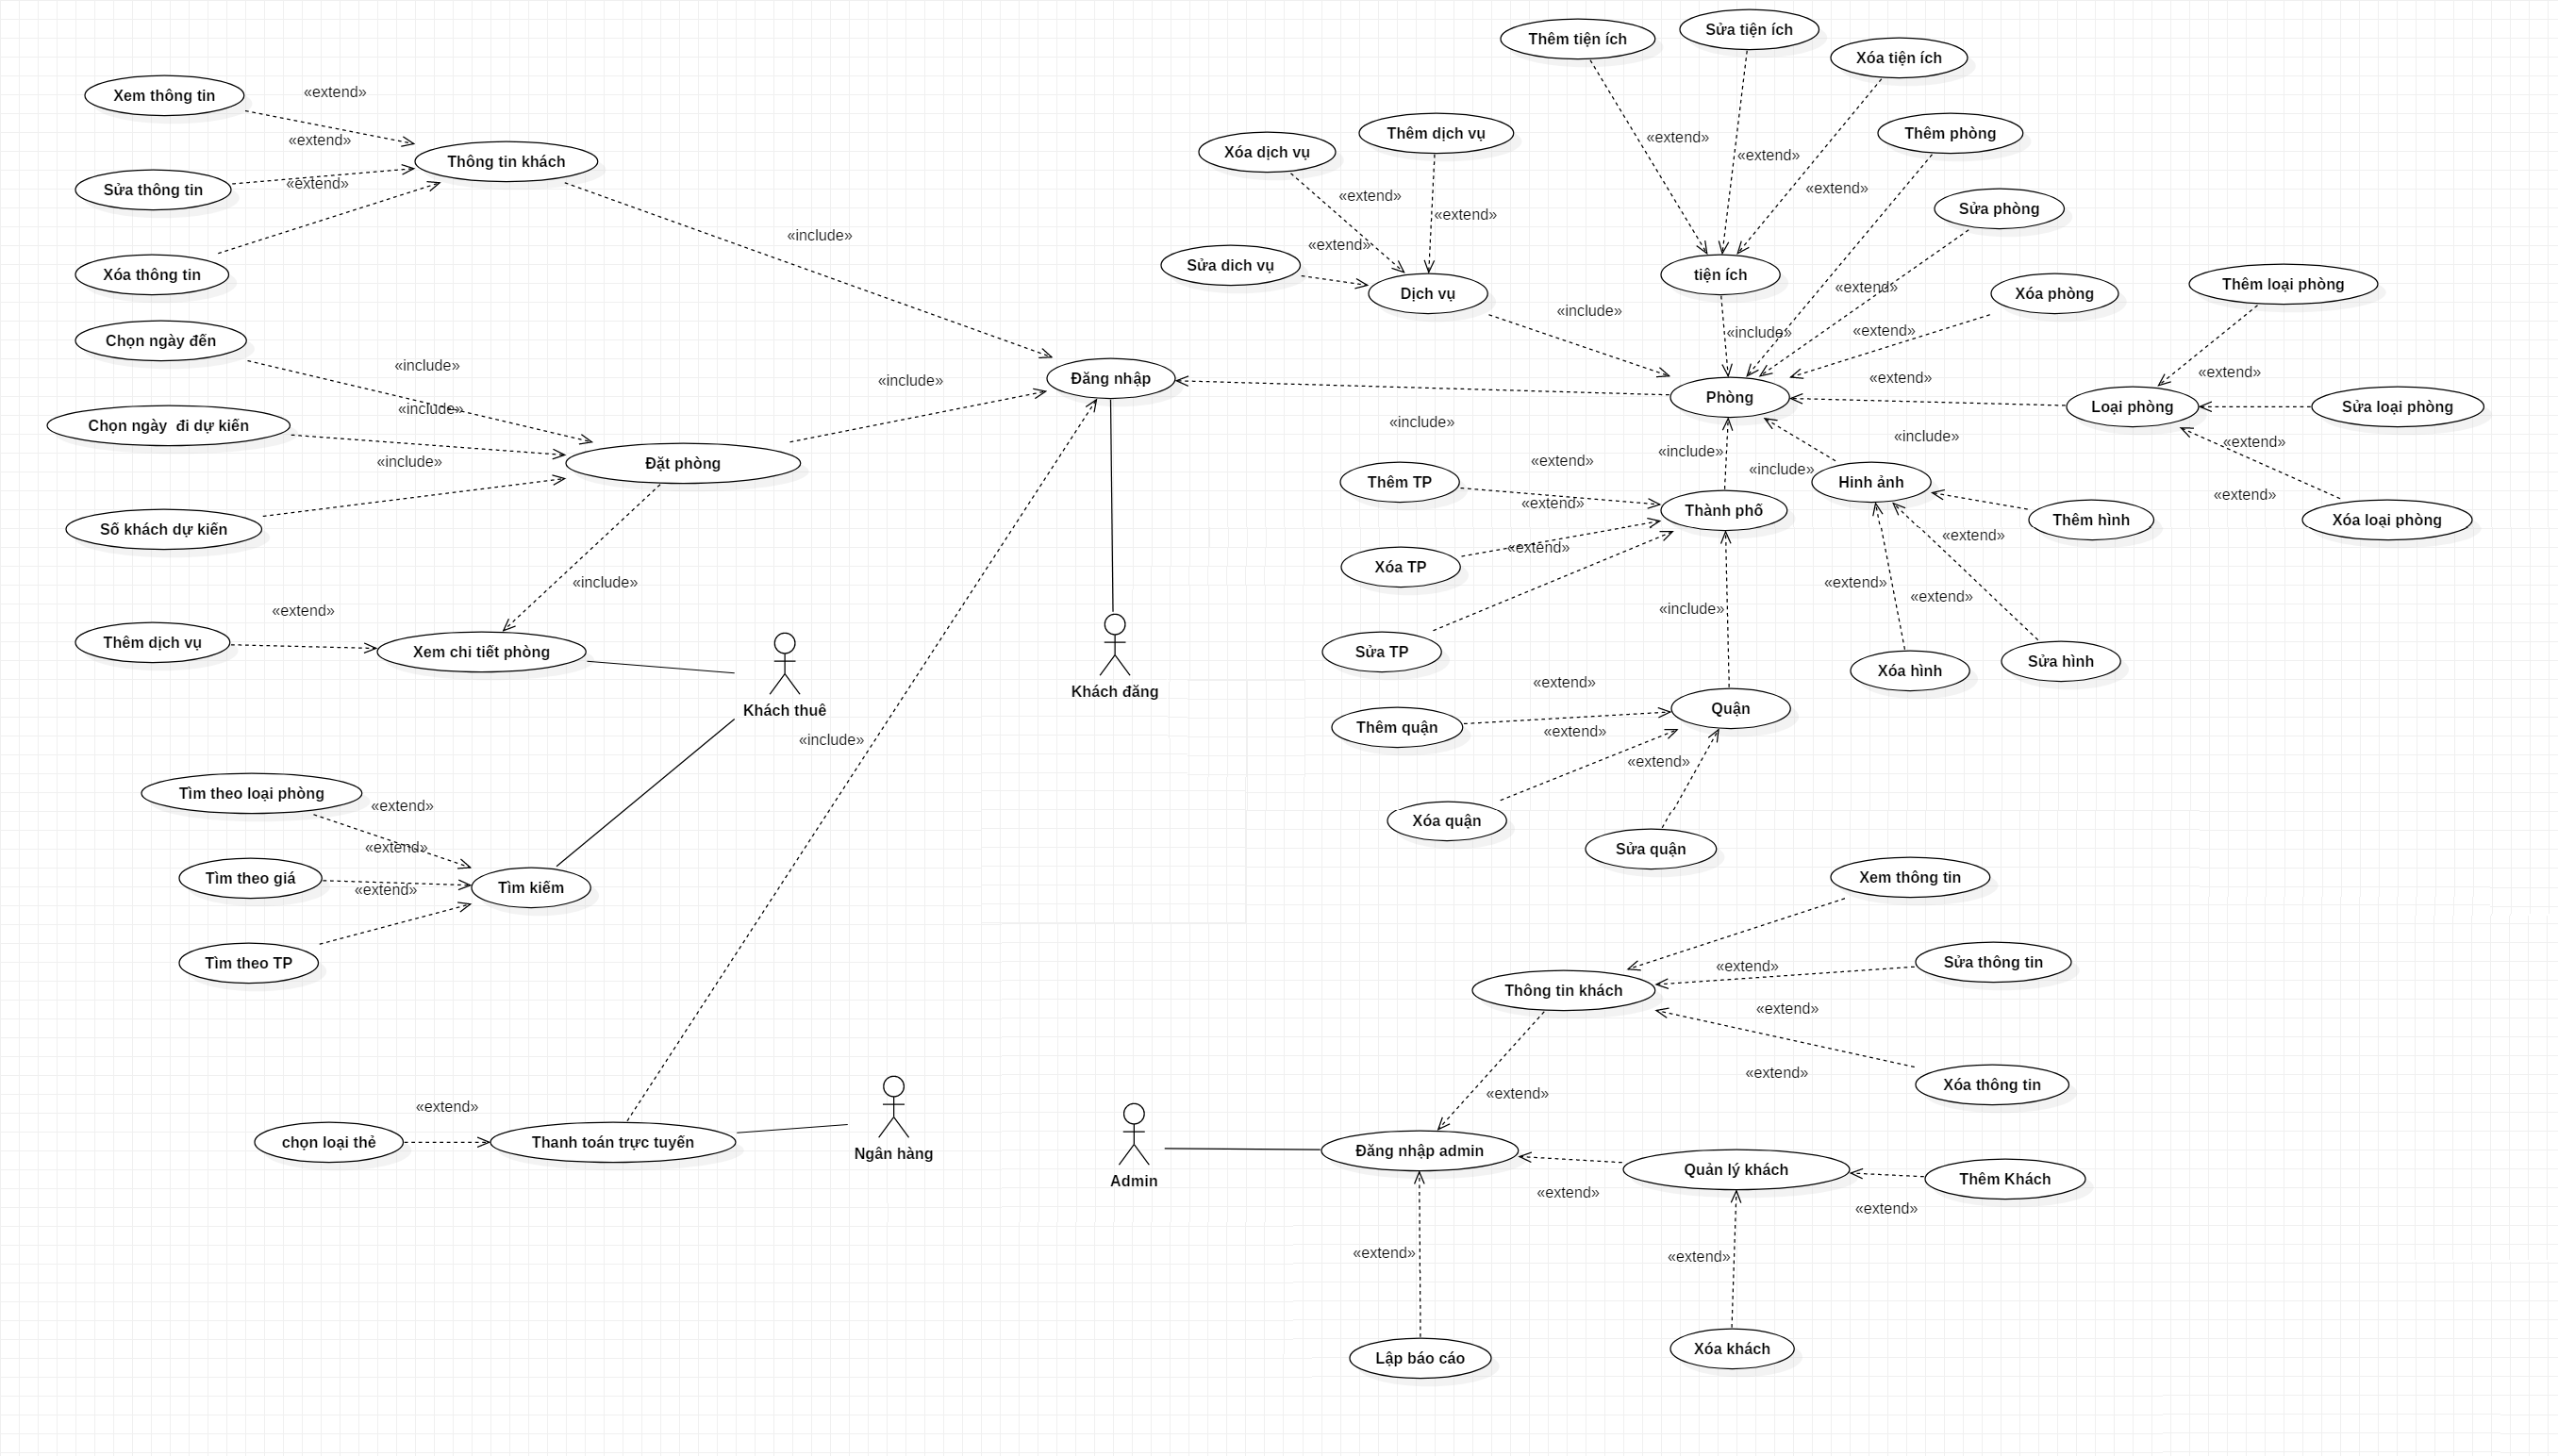 Thêm tiện ích
Sửa tiện ích
Xóa tiện ích
Xem thông tin
«extend»
Thêm dịch vụ
Thêm phòng
«extend»
«extend»
Xóa dịch vụ
«extend»
Thông tin khách
Sửa thông tin
«extend»
«extend»
«extend»
Sửa phòng
«extend»
«include»
«extend»
Sửa dich vụ
Xóa thông tin
tiện ích
Dịch vụ
«extend»
Xóa phòng
Thêm loại phòng
«include»
Chọn ngày đến
«include»
«extend»
«include»
«include»
Đăng nhập
«extend»
«extend»
Phòng
Loại phòng
Sửa loại phòng
«include»
Chọn ngày  đi dự kiến
«include»
«include»
«extend»
«include»
Đặt phòng
«include»
«extend»
«include»
Thêm TP
Hình ảnh
«extend»
«extend»
Thành phố
Số khách dự kiến
Thêm hình
Xóa loại phòng
«extend»
«extend»
Xóa TP
«include»
«extend»
«extend»
«extend»
«include»
Thêm dịch vụ
Xem chi tiết phòng
Sửa TP
Sửa hình
Xóa hình
«extend»
Khách đăng
Khách thuê
Quận
Thêm quận
«extend»
«include»
«extend»
Tìm theo loại phòng
«extend»
Xóa quận
«extend»
Sửa quận
Tìm theo giá
Tìm kiếm
«extend»
Xem thông tin
Tìm theo TP
Sửa thông tin
«extend»
Thông tin khách
«extend»
«extend»
Xóa thông tin
«extend»
«extend»
chọn loại thẻ
Thanh toán trực tuyến
Ngân hàng
Đăng nhập admin
Quản lý khách
Admin
Thêm Khách
«extend»
«extend»
«extend»
«extend»
Xóa khách
Lập báo cáo